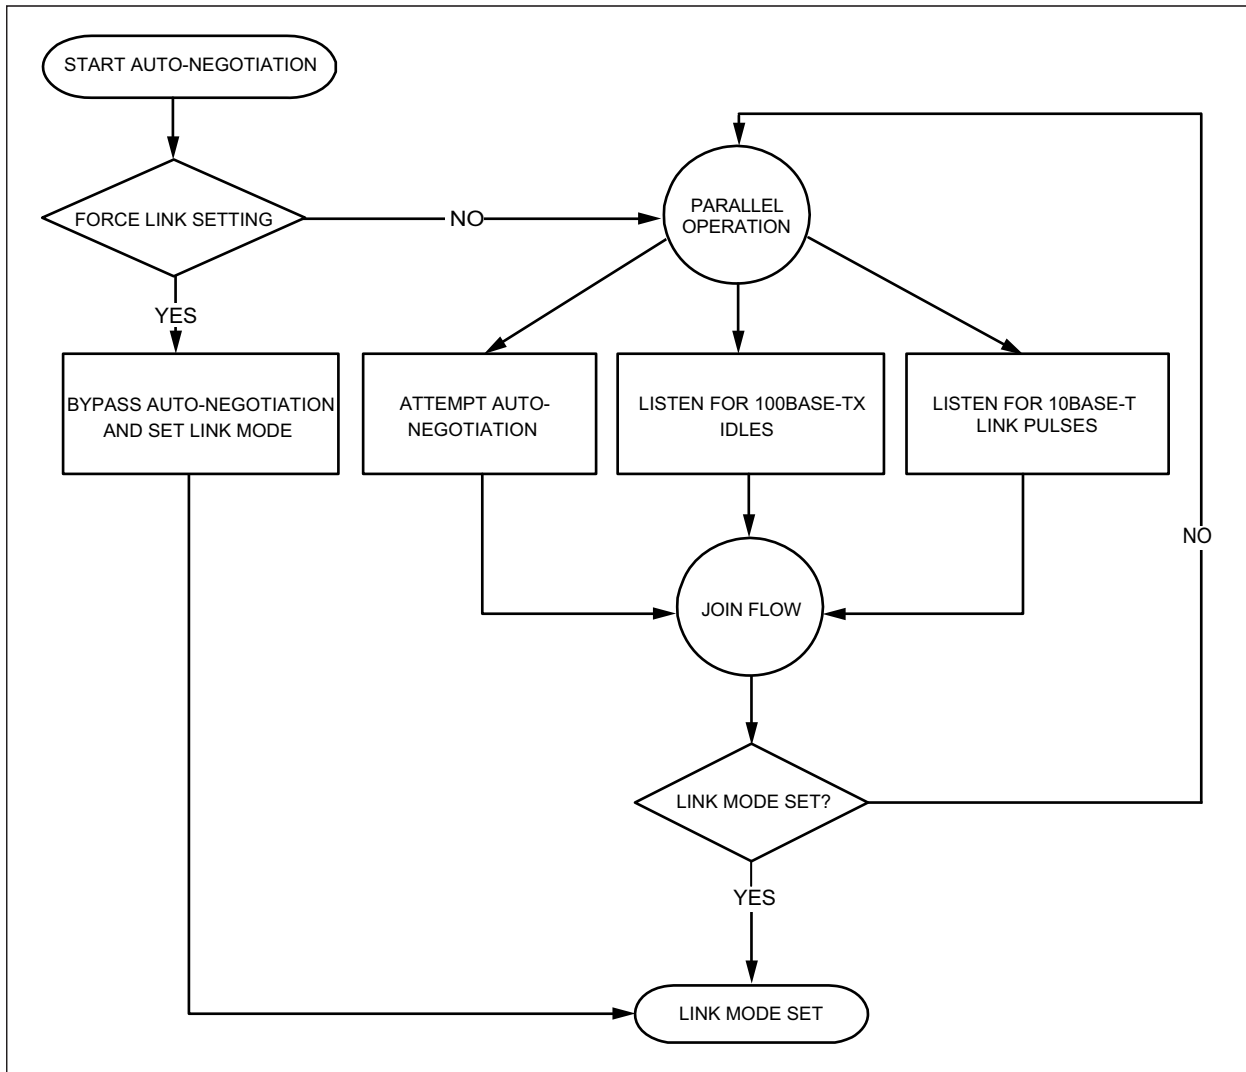 START AUTO-NEGOTIATION
FORCE LINK SETTING
NO
PARALLEL
OPERATION
YES
BYPASS AUTO-NEGOTIATION
AND SET LINK MODE
ATTEMPT AUTO-
NEGOTIATION
LISTEN FOR 100BASE-TX
IDLES
LISTEN FOR 10BASE-T
LINK PULSES
NO
JOIN FLOW
LINK MODE SET?
YES
LINK MODE SET